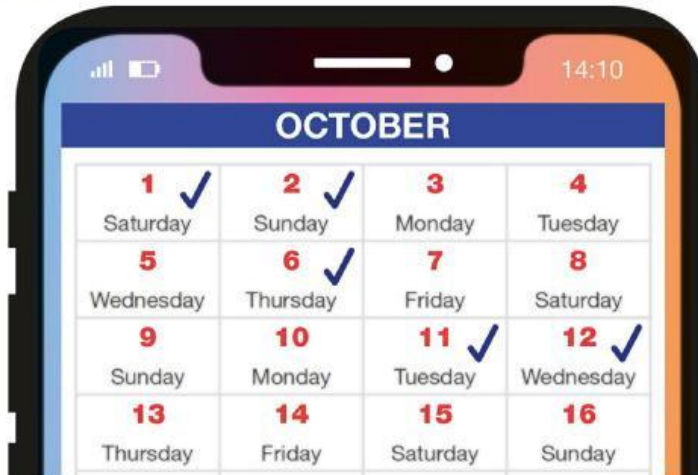 14:10
OCTOBER
1 2 3 4
Saturday Sunday Monday Tuesday
5 6 7 8
Wednesday Thursday Friday Saturday
9 10 11 12
Sunday Monday Tuesday Wednesday
13 14 15 16
Thursday Friday Saturday Sunday